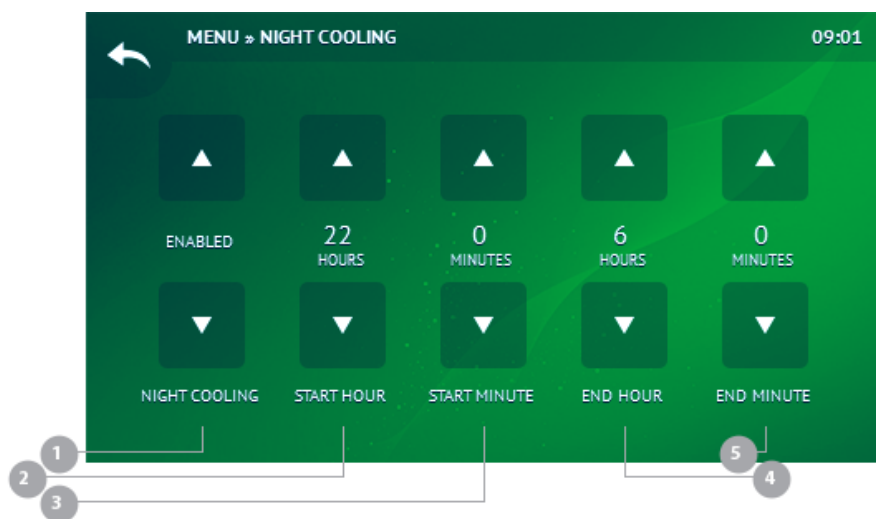 MENU » NIGHT COOLING 09:01
ENABLED 22 0 6 0
HOURS MINUTES HOURS MINUTES
NIGHT COOLING START HOUR START MINUTE END HOUR END MINUTE
1 5
2 4
3